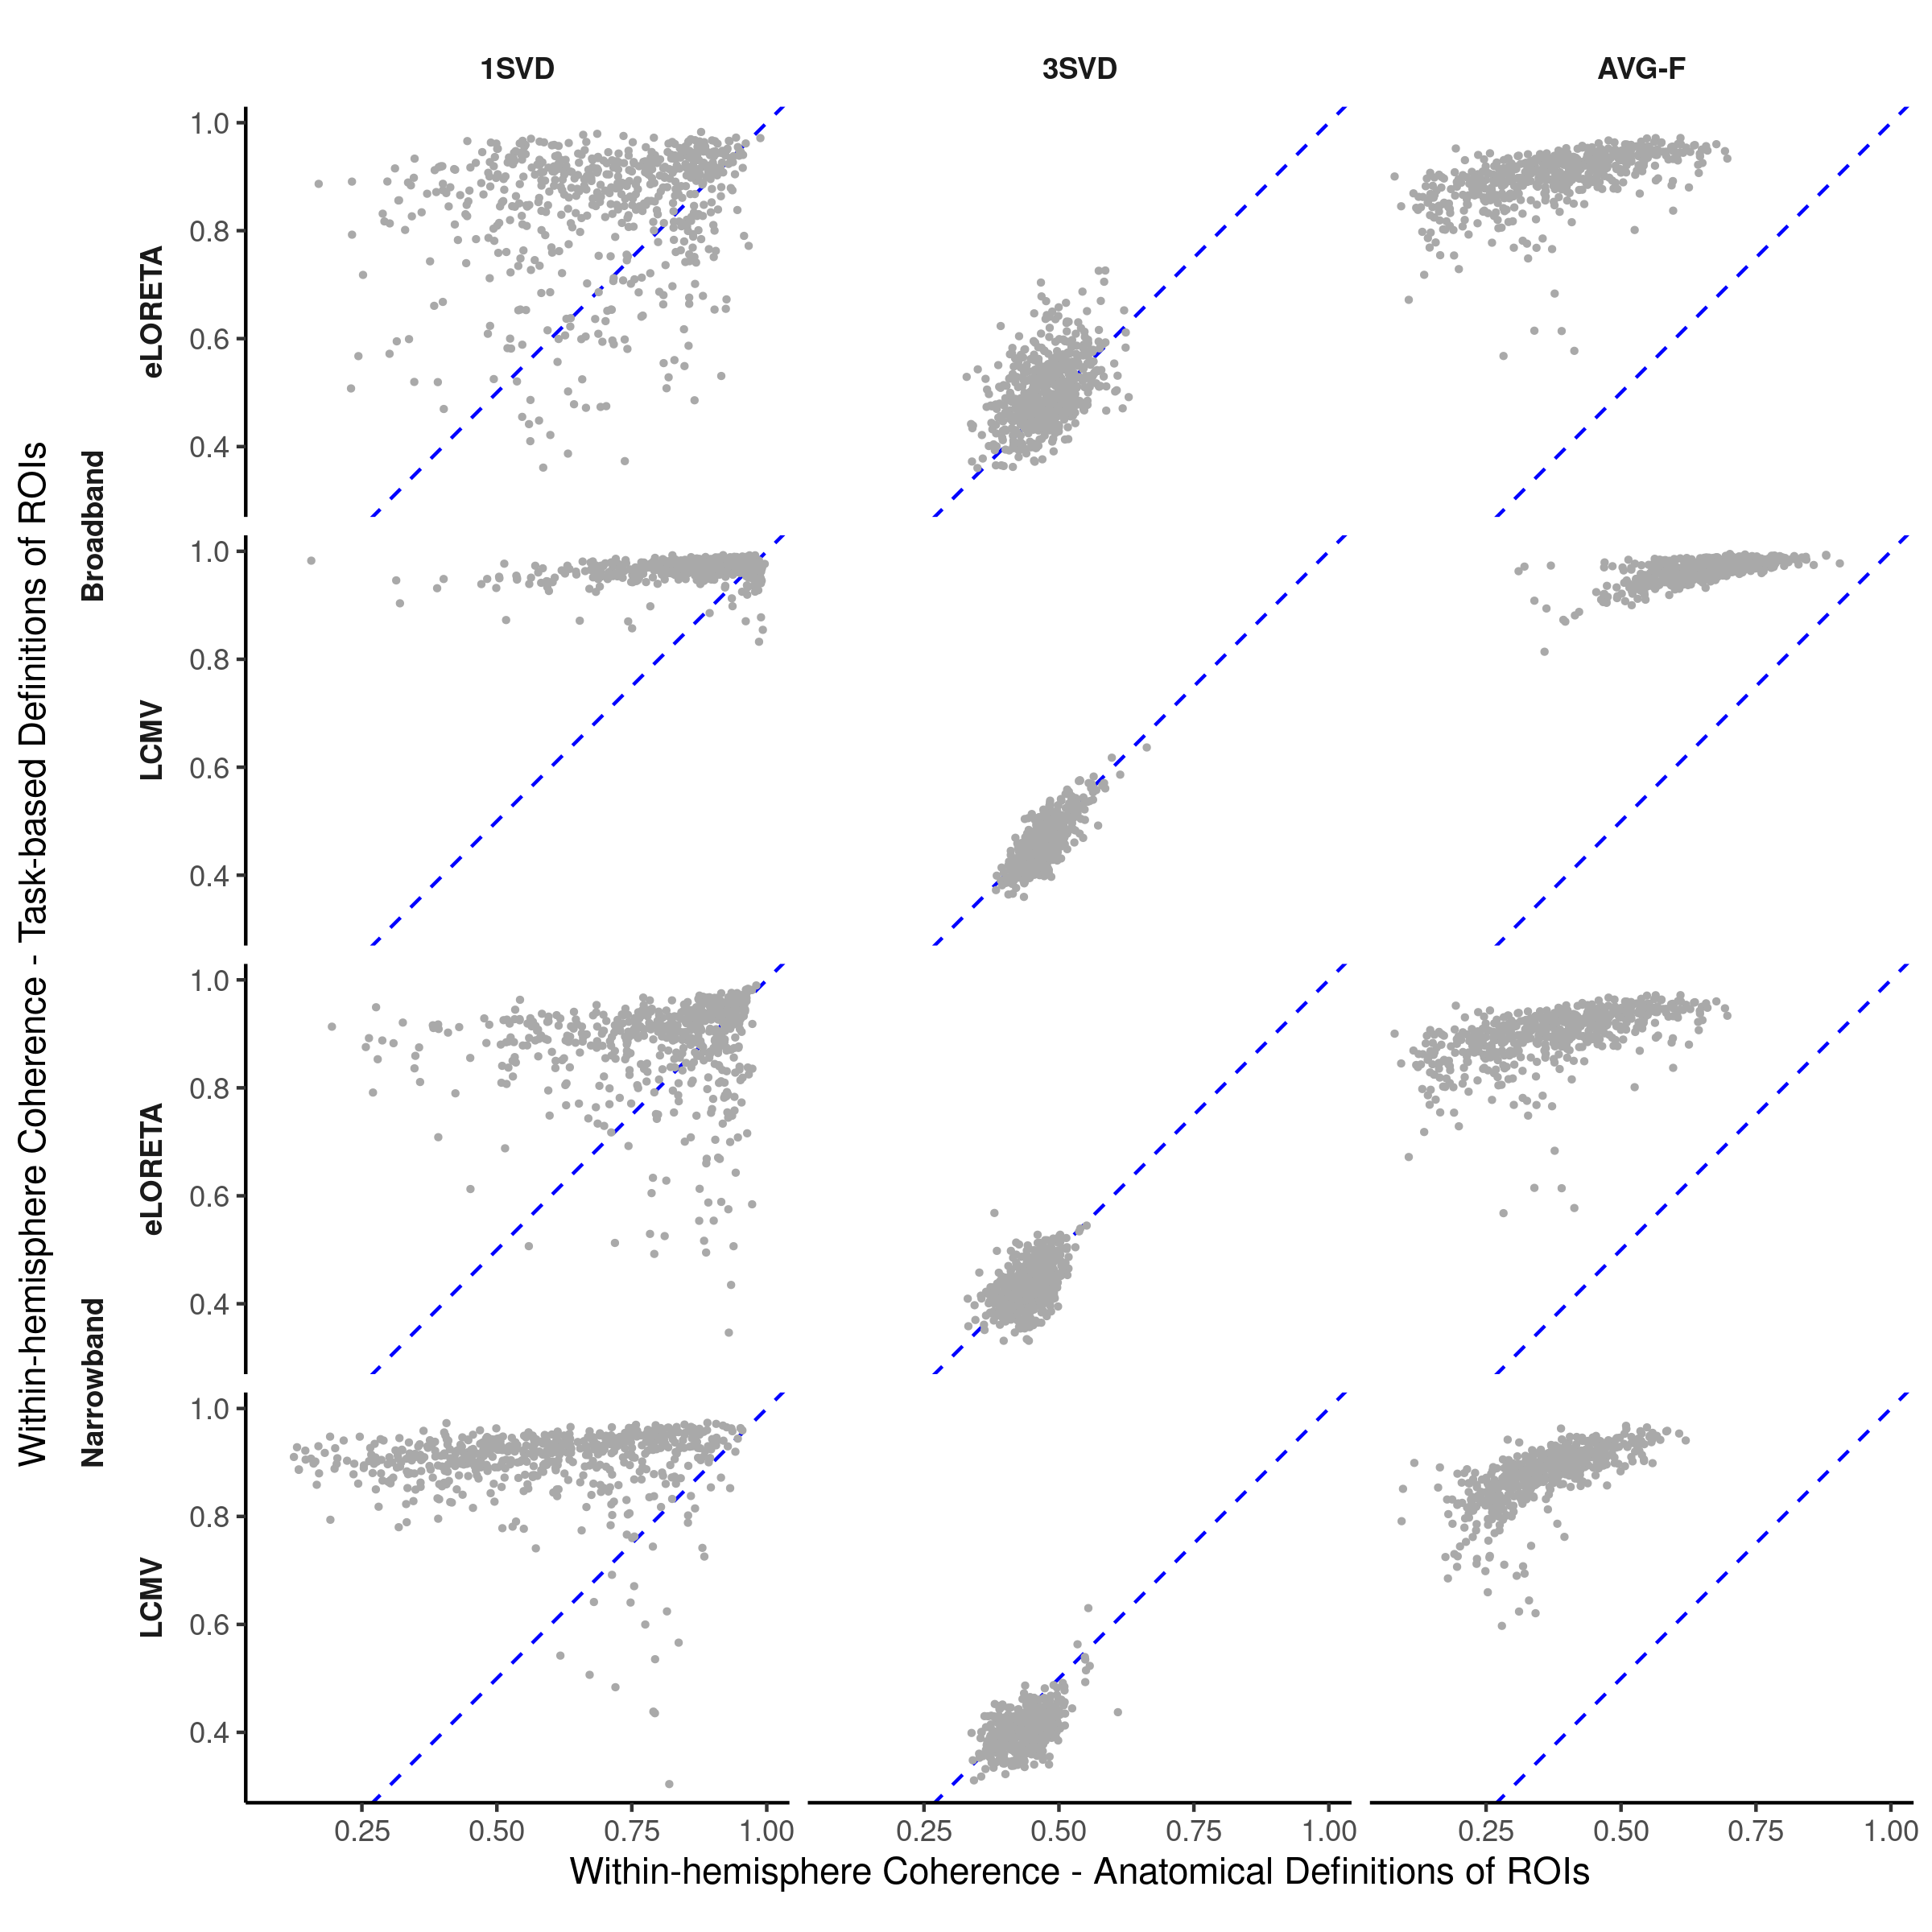 1SVD 3SVD AVG-F
Within-hemisphere Coherence - Task-based Definitions of ROIs
Broadband
eLORETA
1.0
0.8
0.6
0.4
LCMV
1.0
0.8
0.6
0.4
Narrowband
eLORETA
1.0
0.8
0.6
0.4
LCMV
1.0
0.8
0.6
0.4
0.25 0.50 0.75 1.00 0.25 0.50 0.75 1.00 0.25 0.50 0.75 1.00
Within-hemisphere Coherence - Anatomical Definitions of ROIs